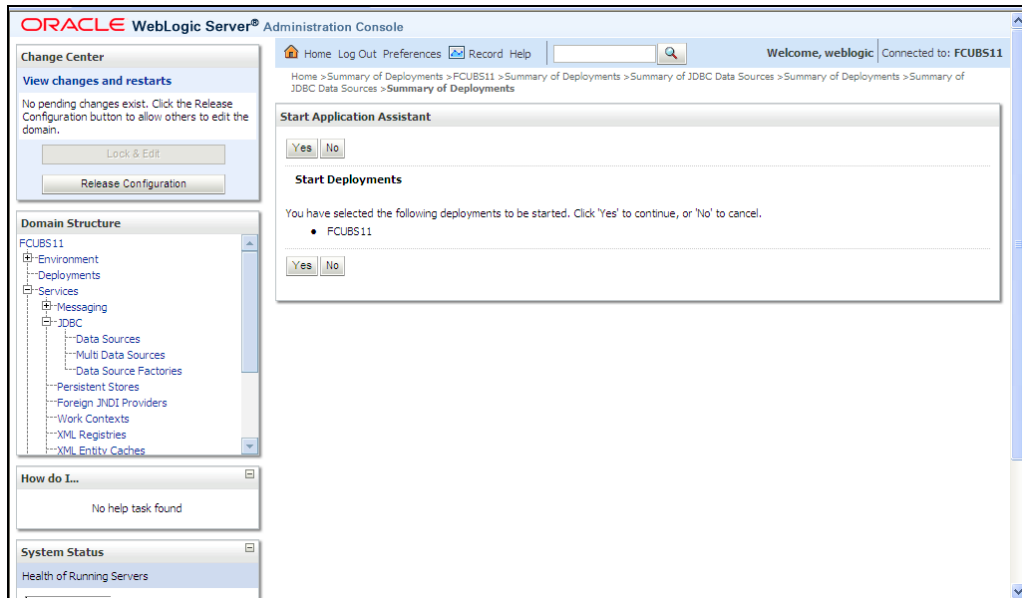 ORACLE WebLogic Server® Administration Console
Change Center
View changes and restarts
No pending changes exist. Click the Release
Configuration button to allow others to edit the
domain.
Lock & Edit
Release Configuration
Domain Structure
FCUBS11
Environment
Deployments
Services
Messaging
JDBC
Data Sources
Multi Data Sources
Data Source Factories
Persistent Stores
Foreign JNDI Providers
Work Contexts
XML Registries
XML Entity Caches
How do I...
No help task found
System Status
Health of Running Servers
Home Log Out Preferences Record Help
Welcome, weblogic Connected to: FCUBS11
Home >Summary of Deployments >FCUBS11 >Summary of Deployments >Summary of JDBC Data Sources >Summary of Deployments >Summary of
JDBC Data Sources >Summary of Deployments
Start Application Assistant
Yes No
Start Deployments
You have selected the following deployments to be started. Click 'Yes' to continue, or 'No' to cancel.
• FCUBS11
Yes No